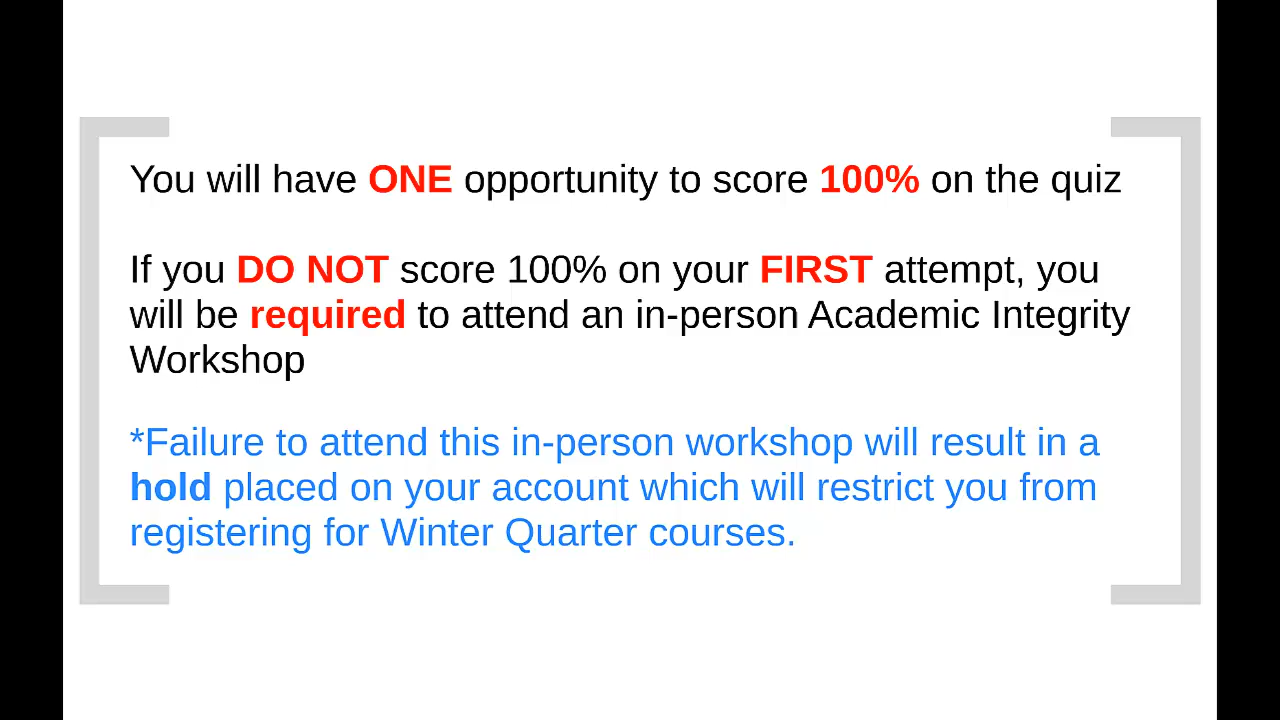 You will have ONE opportunity to score 100% on the quiz
If you DO NOT score 100% on your FIRST attempt, you
will be required to attend an in-person Academic Integrity
Workshop
*Failure to attend this in-person workshop will result in a
hold placed on your account which will restrict you from
registering for Winter Quarter courses.